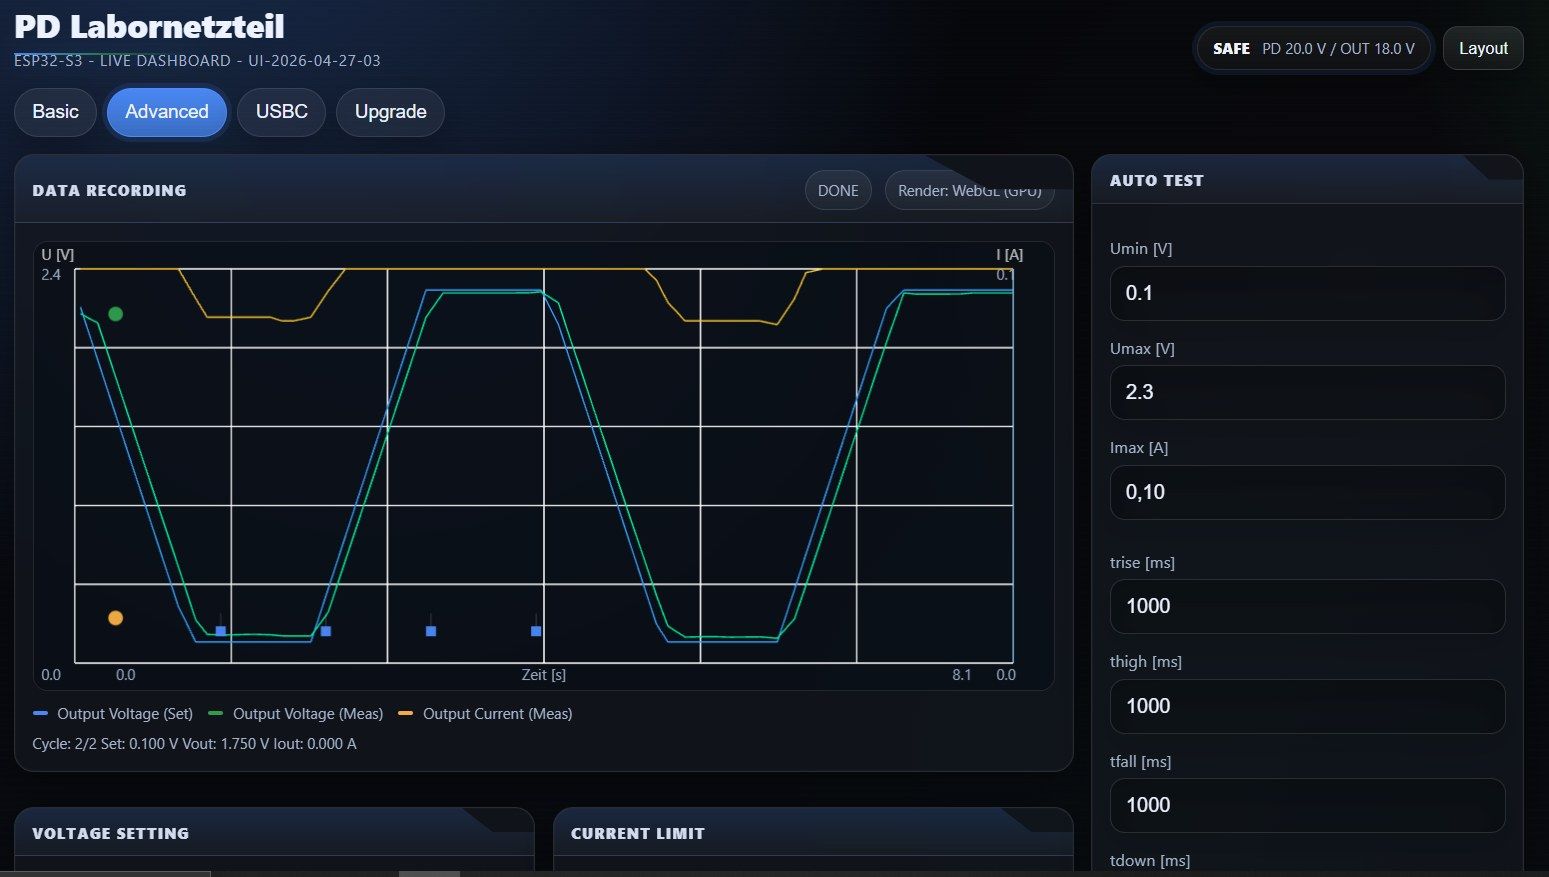 PD Labornetzteil
ESP32-S3 - LIVE DASHBOARD - UI-2026-04-27-03
SAFE PD 20.0 V / OUT 18.0 V
Layout
Basic
Advanced
USBC
Upgrade
DATA RECORDING
DONE
Render: WebGL (GPU)
U [V]
I [A]
2.4
0.1
0.0
0.0
Zeit [s]
8.1
0.0
Output Voltage (Set)
Output Voltage (Meas)
Output Current (Meas)
Cycle: 2/2 Set: 0.100 V Vout: 1.750 V Iout: 0.000 A
AUTO TEST
Umin [V]
0.1
Umax [V]
2.3
Imax [A]
0,10
trise [ms]
1000
thigh [ms]
1000
tfall [ms]
1000
tdown [ms]
VOLTAGE SETTING
CURRENT LIMIT